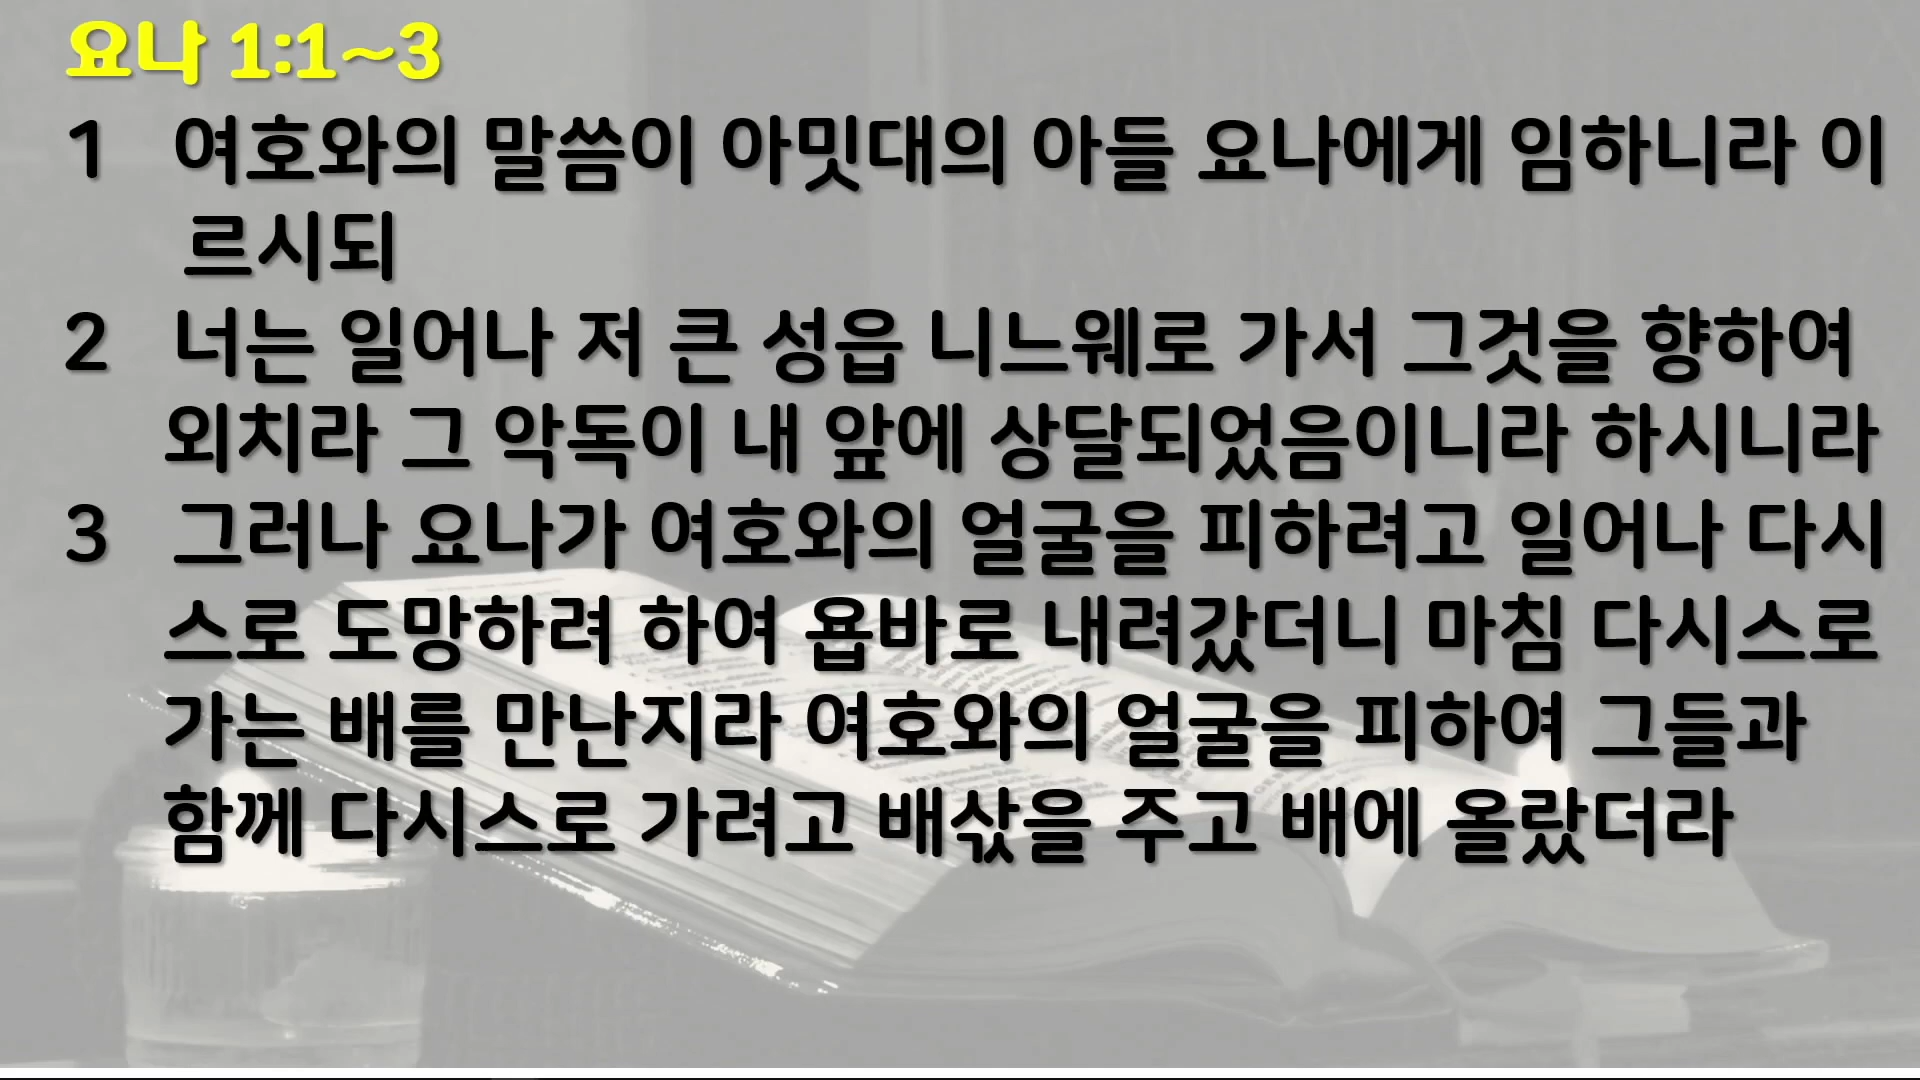 요나 1:1~3
1 여호와의 말씀이 아밋대의 아들 요나에게 임하니라 이
르시되
2 너는 일어나 저 큰 성읍 니느웨로 가서 그것을 향하여
외치라 그 악독이 내 앞에 상달되었음이니라 하시니라
3 그러나 요나가 여호와의 얼굴을 피하려고 일어나 다시
스로 도망하려 하여 욥바로 내려갔더니 마침 다시스로
가는 배를 만난지라 여호와의 얼굴을 피하여 그들과
함께 다시스로 가려고 배삯을 주고 배에 올랐더라